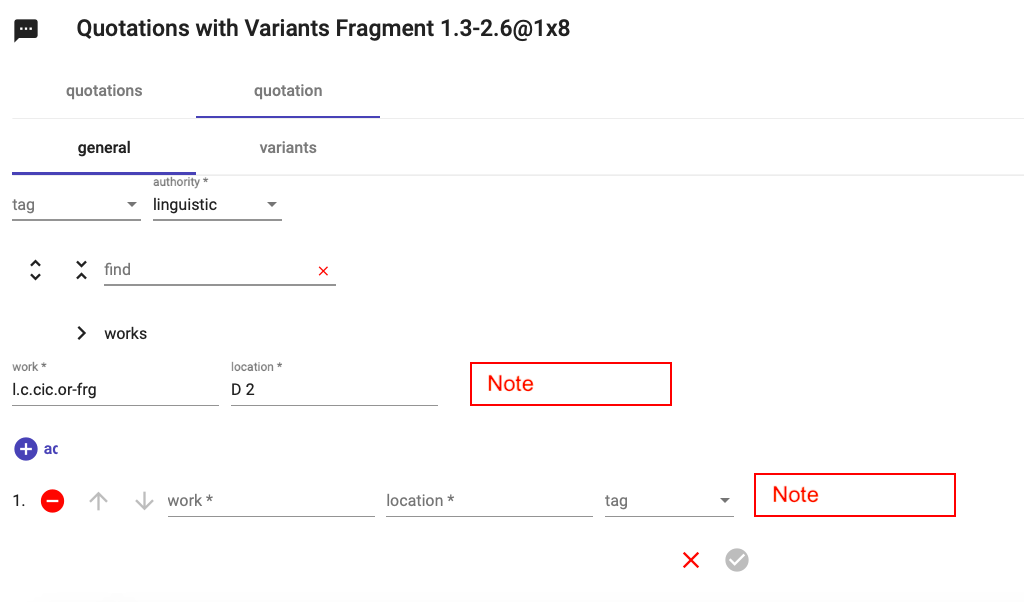 Quotations with Variants Fragment 1.3-2.6@1x8
quotations quotation
general variants
authority *
tag linguistic
find
works
work * location *
l.c.cic.or-frg D 2 Note
ac
1. work * location * tag Note